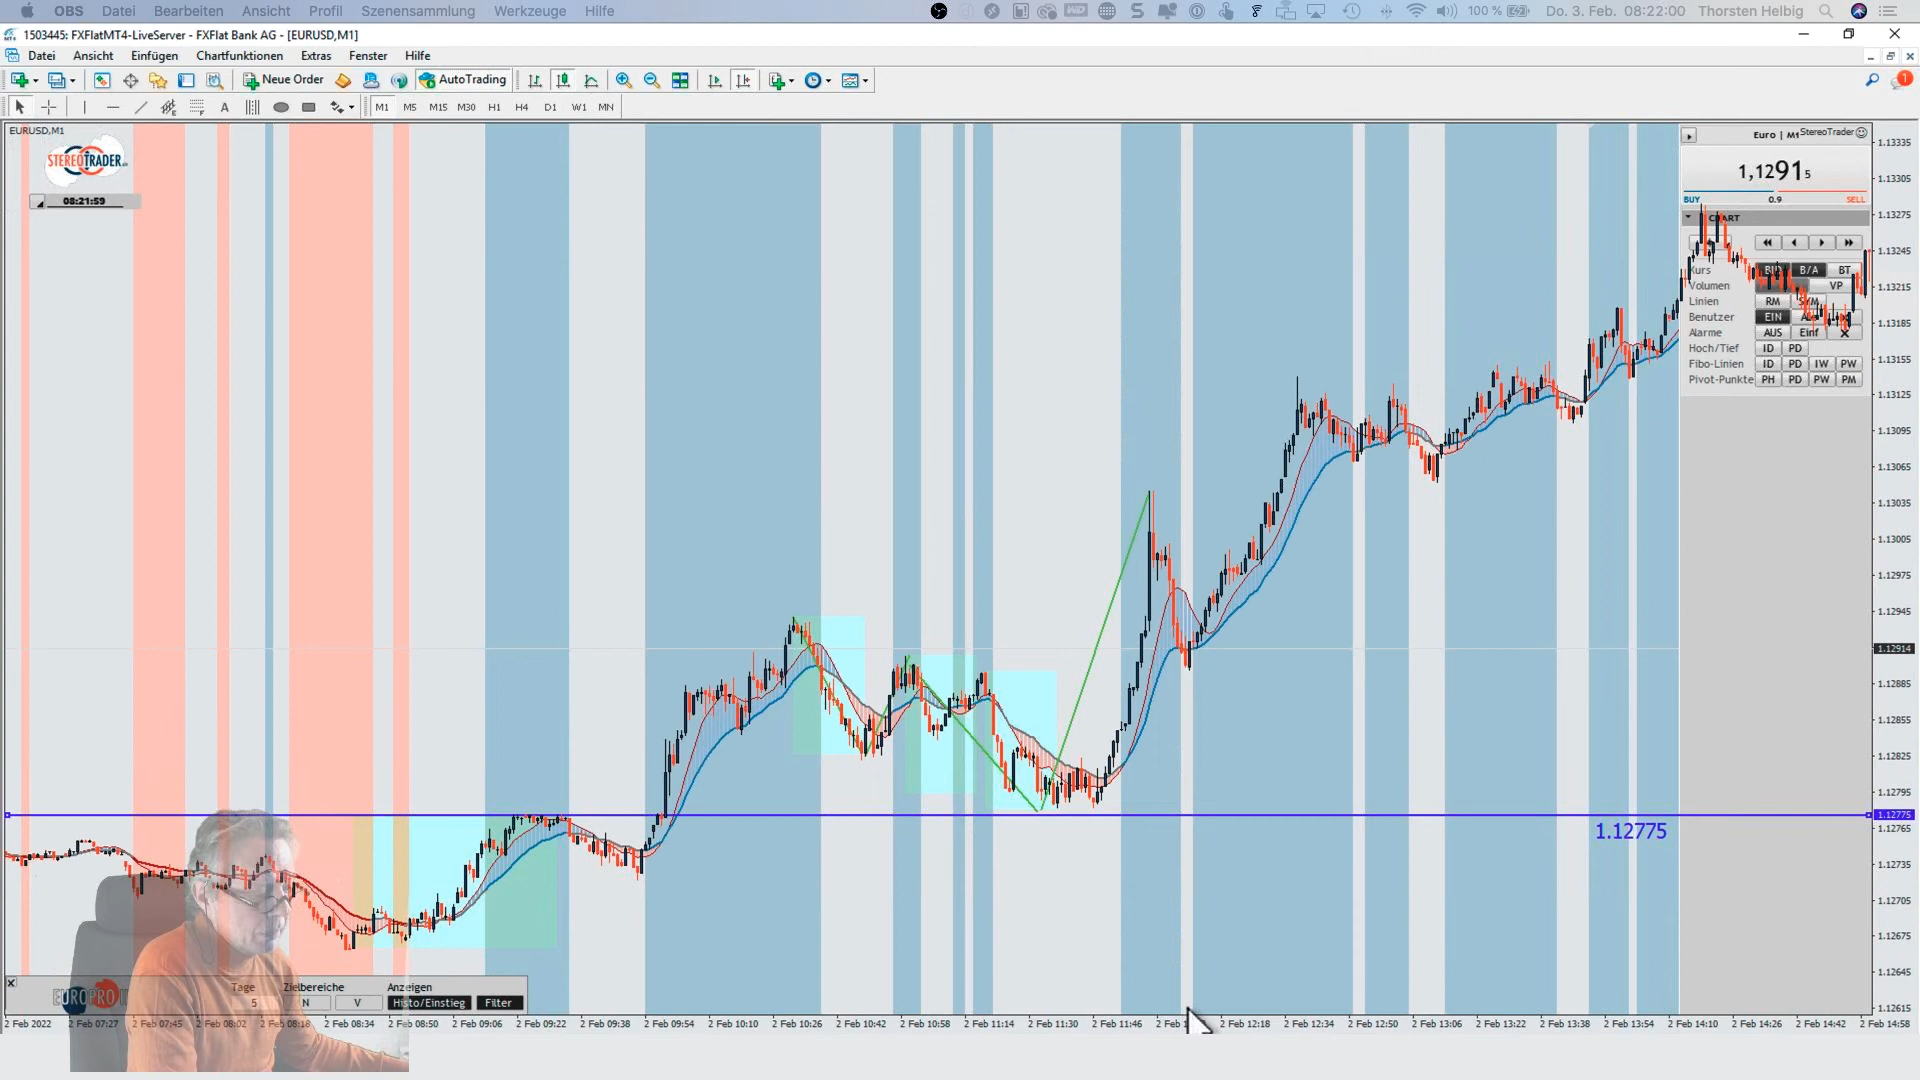 OBS Datei Bearbeiten Ansicht Profil Szenensammlung Werkzeuge Hilfe 100 % Do. 3. Feb. 08:22:00 Thorsten Helbig
1503445: FXFlatMT4-LiveServer - FXFlat Bank AG - [EURUSD,M1]
Datei Ansicht Einfügen Chartfunktionen Extras Fenster Hilfe
Neue Order AutoTrading
A M1 M5 M15 M30 H1 H4 D1 W1 MN
EURUSD,M1
STEREOTRADER
08:21:59
Euro | M1 StereoTrader
1,12915
BUY 0.9 SELL
CHART
Kurs B/A BT
Volumen VP
Linien RM SYM
Benutzer EIN
Alarme AUS Einf X
Hoch/Tief ID PD
Fibo-Linien ID PD IW PW
Pivot-Punkte PH PD PW PM
1.13335
1.13305
1.13275
1.13245
1.13215
1.13185
1.13155
1.13125
1.13095
1.13065
1.13035
1.13005
1.12975
1.12945
1.12914
1.12885
1.12855
1.12825
1.12795
1.12775
1.12765
1.12735
1.12705
1.12675
1.12645
1.12615
1.12775
EUROPRO
Tage Zielbereiche Anzeigen
5 N V Histo/Einstieg Filter
2 Feb 2022 2 Feb 07:27 2 Feb 07:45 2 Feb 08:02 2 Feb 08:18 2 Feb 08:34 2 Feb 08:50 2 Feb 09:06 2 Feb 09:22 2 Feb 09:38 2 Feb 09:54 2 Feb 10:10 2 Feb 10:26 2 Feb 10:42 2 Feb 10:58 2 Feb 11:14 2 Feb 11:30 2 Feb 11:46 2 Feb 2 Feb 12:18 2 Feb 12:34 2 Feb 12:50 2 Feb 13:06 2 Feb 13:22 2 Feb 13:38 2 Feb 13:54 2 Feb 14:10 2 Feb 14:26 2 Feb 14:42 2 Feb 14:58